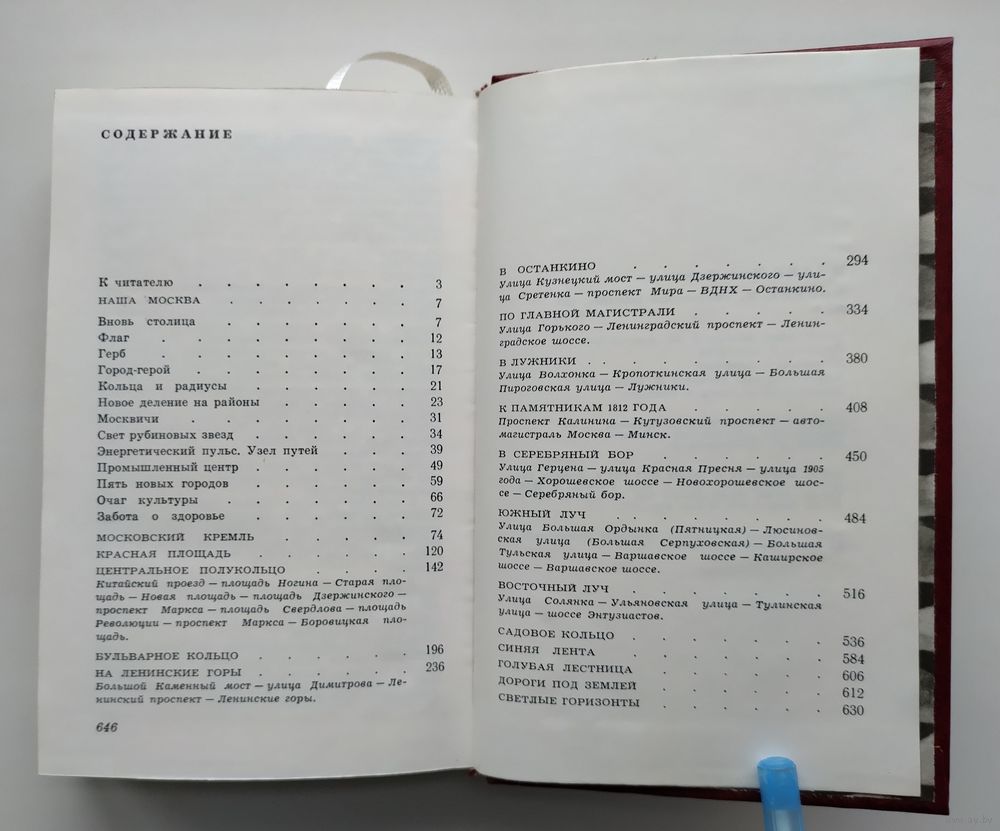 СОДЕРЖАНИЕ
К читателю . . . . . . . . 3
НАША МОСКВА . . . . . . . 7
Вновь столица . . . . . . . 7
Флаг . . . . . . . . . 12
Герб . . . . . . . . . 13
Город-герой . . . . . . . . 17
Кольца и радиусы . . . . . . 21
Новое деление на районы . . . . . 23
Москвичи . . . . . . . . 31
Свет рубиновых звезд . . . . . . 34
Энергетический пульс. Узел путей . . . . 39
Промышленный центр . . . . . . 49
Пять новых городов . . . . . . 59
Очаг культуры . . . . . . . 66
Забота о здоровье . . . . . . 72
МОСКОВСКИЙ КРЕМЛЬ . . . . . 74
КРАСНАЯ ПЛОЩАДЬ . . . . . . 120
ЦЕНТРАЛЬНОЕ ПОЛУКОЛЬЦО . . . . 142
Китайский проезд — площадь Ногина — Старая пло-
щадь — Новая площадь — площадь Дзержинского —
проспект Маркса — площадь Свердлова — площадь
Революции — проспект Маркса — Боровицкая пло-
щадь.
БУЛЬВАРНОЕ КОЛЬЦО . . . . . . 196
НА ЛЕНИНСКИЕ ГОРЫ . . . . . . 236
Большой Каменный мост — улица Димитрова — Ле-
нинский проспект — Ленинские горы.
646
В ОСТАНКИНО . . . . . . . 294
Улица Кузнецкий мост — улица Дзержинского — ули-
ца Сретенка — проспект Мира — ВДНХ — Останкино.
ПО ГЛАВНОЙ МАГИСТРАЛИ . . . . . 334
Улица Горького — Ленинградский проспект — Ленин-
градское шоссе.
В ЛУЖНИКИ . . . . . . . . 380
Улица Волхонка — Кропоткинская улица — Большая
Пироговская улица — Лужники.
К ПАМЯТНИКАМ 1812 ГОДА . . . . . 408
Проспект Калинина — Кутузовский проспект — авто-
магистраль Москва — Минск.
В СЕРЕБРЯНЫЙ БОР . . . . . . 450
Улица Герцена — улица Красная Пресня — улица 1905
года — Хорошевское шоссе — Новохорошевское шос-
се — Серебряный бор.
ЮЖНЫЙ ЛУЧ . . . . . . . 484
Улица Большая Ордынка (Пятницкая) — Люсинов-
ская улица (Большая Серпуховская) — Большая
Тульская улица — Варшавское шоссе — Каширское
шоссе — Варшавское шоссе.
ВОСТОЧНЫЙ ЛУЧ . . . . . . 516
Улица Солянка — Ульяновская улица — Тулинская
улица — шоссе Энтузиастов.
САДОВОЕ КОЛЬЦО . . . . . . 536
СИНЯЯ ЛЕНТА . . . . . . . 584
ГОЛУБАЯ ЛЕСТНИЦА . . . . . . 606
ДОРОГИ ПОД ЗЕМЛЕЙ . . . . . . 612
СВЕТЛЫЕ ГОРИЗОНТЫ . . . . . . 630